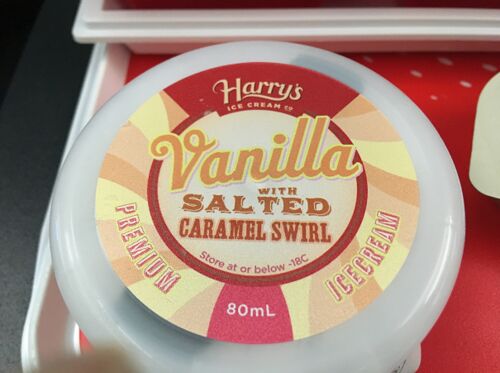 Harry's
ICE CREAM CO
Vanilla
WITH
SALTED
CARAMEL SWIRL
Store at or below -18C
PREMIUM
ICECREAM
80mL